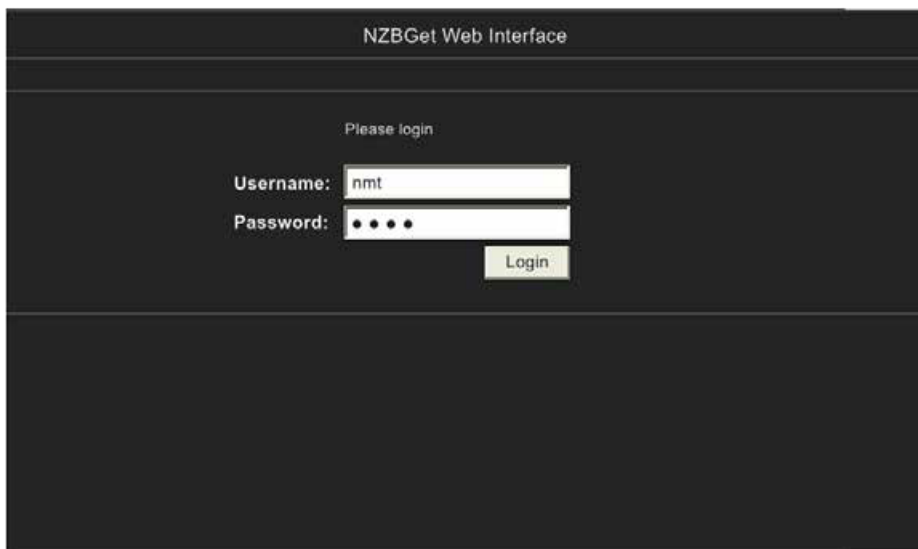 NZBGet Web Interface
Please login
Username: nmt
Password: ● ● ● ●
Login